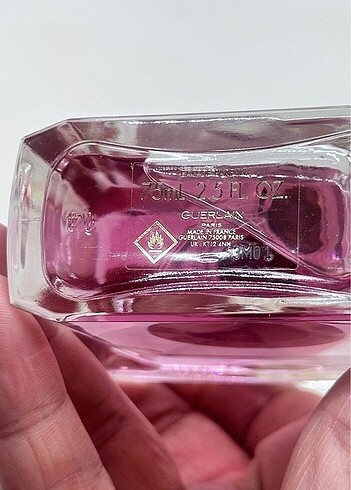 75mL 2.5 FL. OZ.
GUERLAIN
PARIS
MADE IN FRANCE
GUERLAIN 75008 PARIS
UK : KT12 4NH